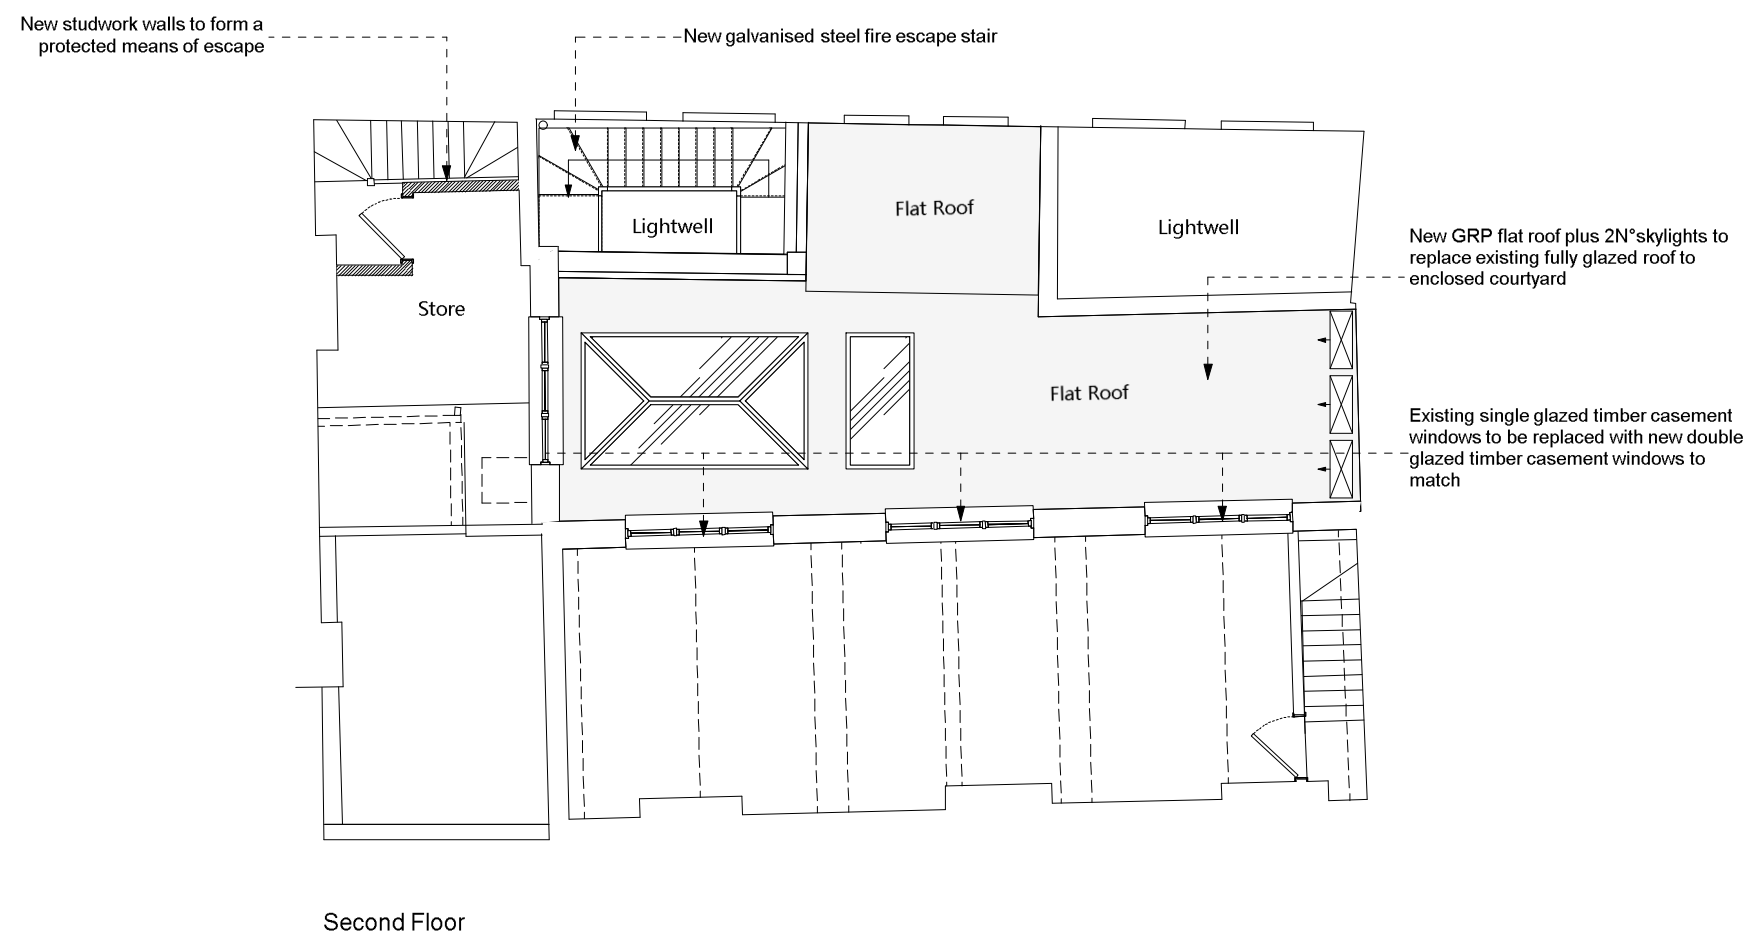 New studwork walls to form a
protected means of escape
New galvanised steel fire escape stair
Flat Roof
Lightwell
Lightwell
New GRP flat roof plus 2N°skylights to
replace existing fully glazed roof to
enclosed courtyard
Store
Flat Roof
Existing single glazed timber casement
windows to be replaced with new double
glazed timber casement windows to
match
Second Floor